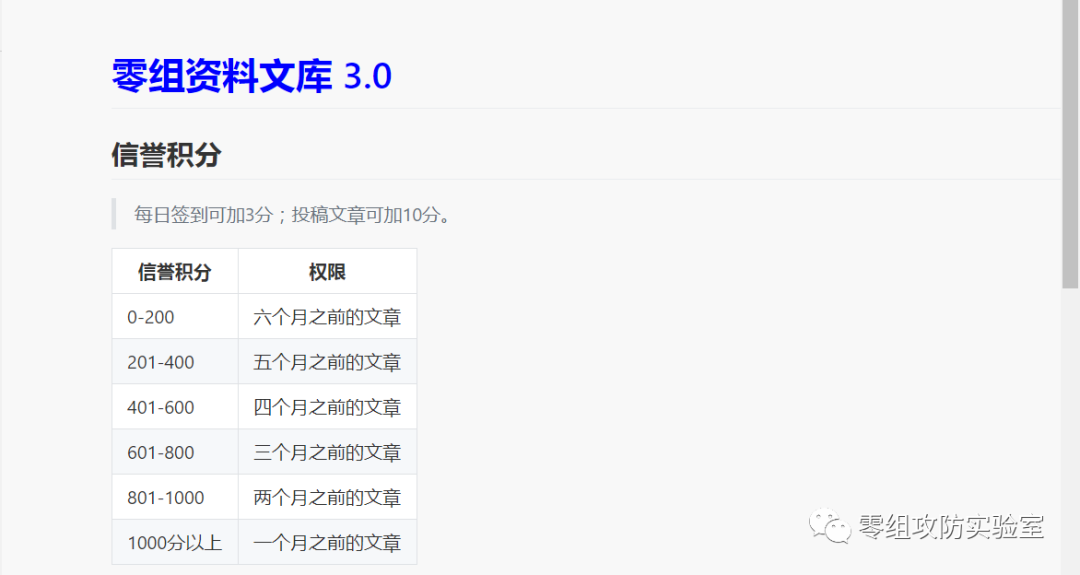 零组资料文库 3.0
信誉积分
每日签到可加3分；投稿文章可加10分。
信誉积分 权限
0-200 六个月之前的文章
201-400 五个月之前的文章
401-600 四个月之前的文章
601-800 三个月之前的文章
801-1000 两个月之前的文章
1000分以上 一个月之前的文章
零组攻防实验室